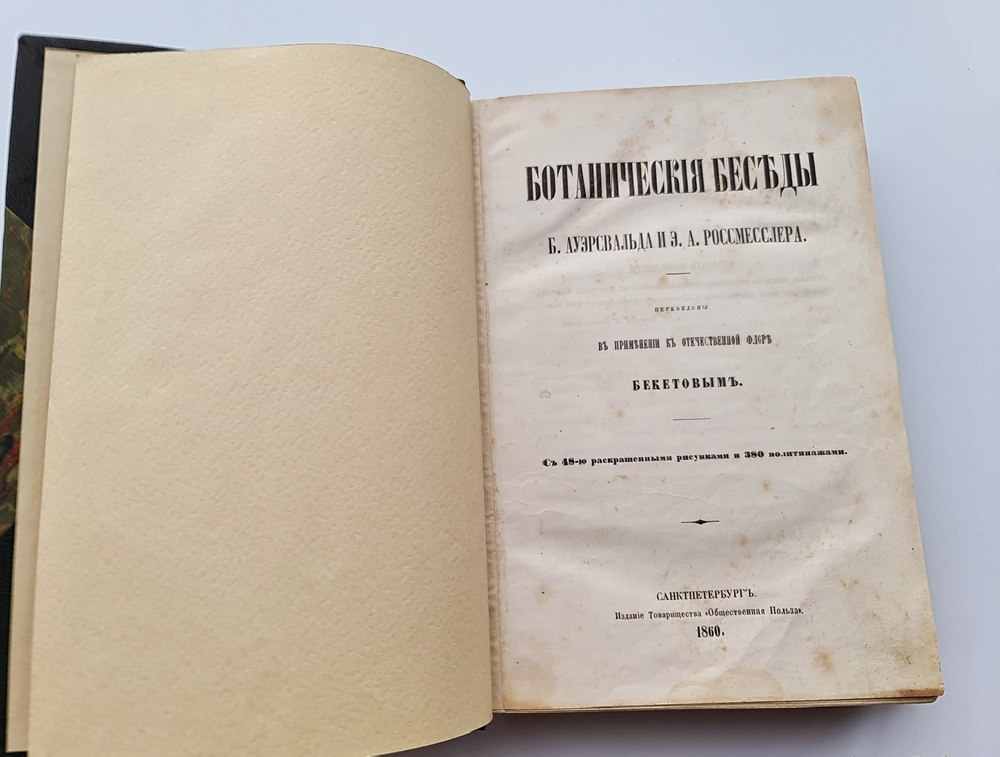 БОТАНИЧЕСКІЯ БЕСѢДЫ
Б. АУЭРСВАЛЬДА И Э. А. РОССМЕССЛЕРА.
ПЕРЕВЕДЕНЫ
ВЪ ПРИМѢНЕНІИ КЪ ОТЕЧЕСТВЕННОЙ ФЛОРѢ
БЕКЕТОВЫМЪ.
Съ 48-ю раскрашенными рисунками и 380 политипажами.
САНКТПЕТЕРБУРГЪ.
Изданіе Товарищества «Общественная Польза».
1860.